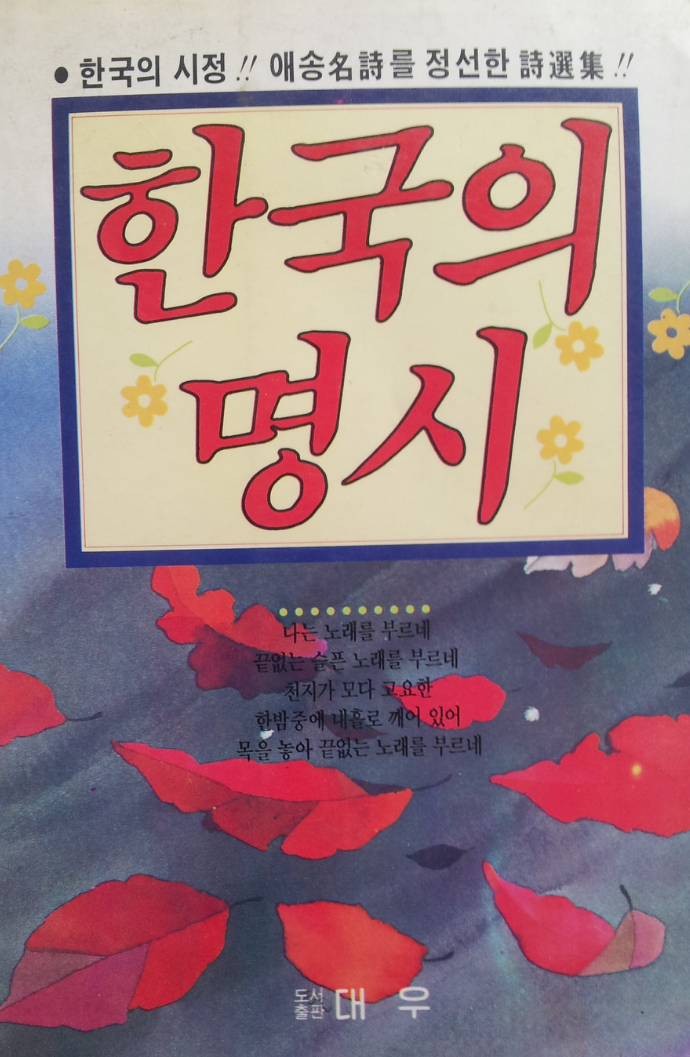 ● 한국의 시정!! 애송名詩를 정선한 詩選集!!
한국의
명시
나는 노래를 부르네
끝없는 슬픈 노래를 부르네
천지가 모다 고요한
한밤중에 내홀로 깨어 있어
목을 놓아 끝없는 노래를 부르네
도서출판 대우